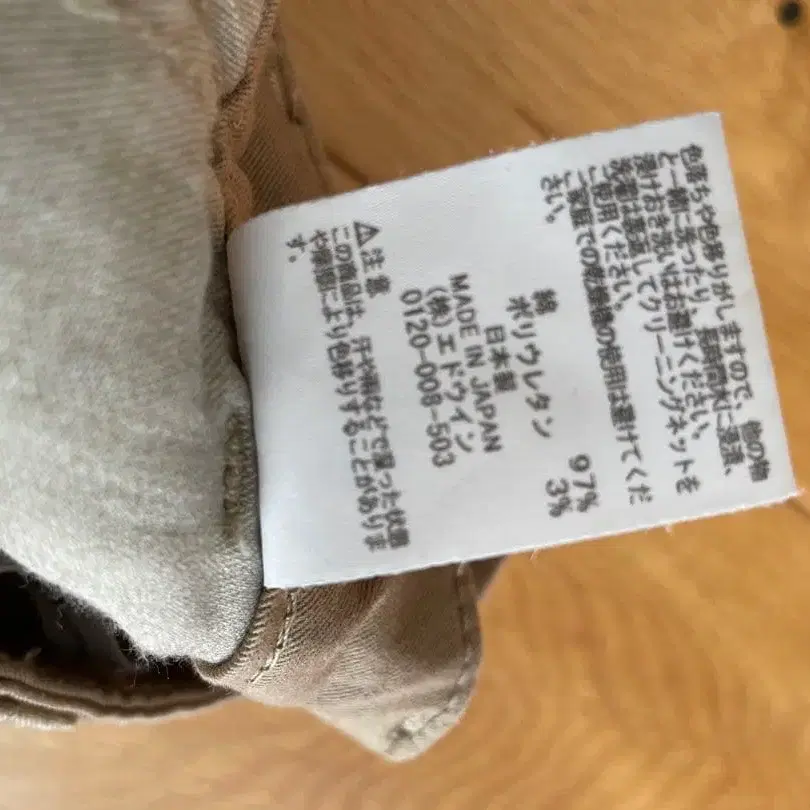 色落ちや色移りがしますので、他の物
と一緒に洗ったり、長時間水に浸漬、
浸けおき洗いはお避けください。
洗濯は裏返してクリーニングネットを
ご使用ください。
ご家庭での乾燥機の使用は避けてくだ
さい。
綿 97%
ポリウレタン 3%
日本製
MADE IN JAPAN
(株)エドウイン
0120-008-503
⚠注意
この商品は、汗や雨などで湿った状態
や摩擦により色移りすることがありま
す。